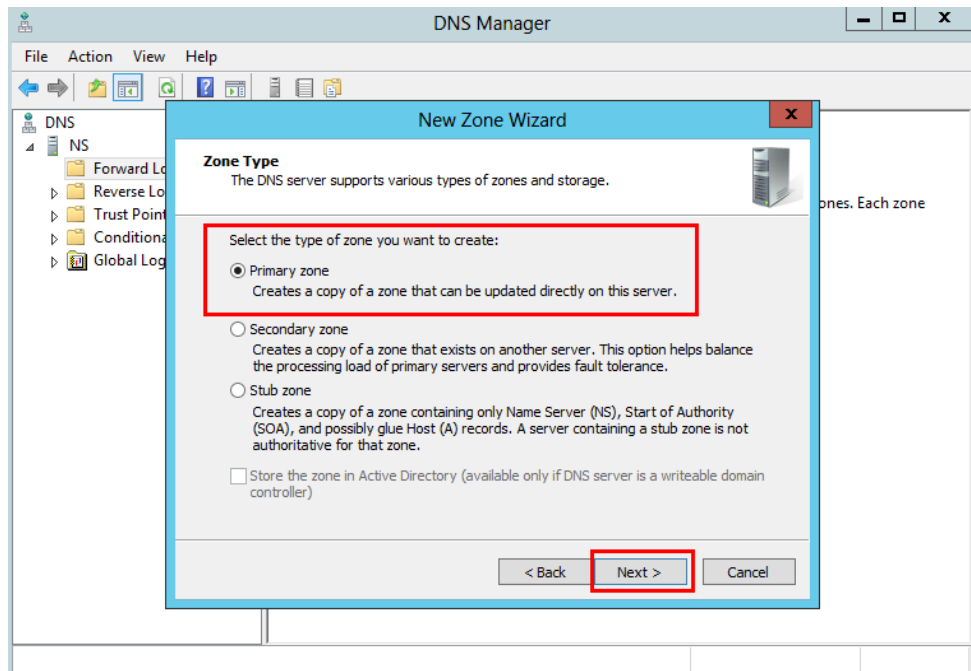 DNS Manager
File Action View Help
DNS
NS
Forward Lo
Reverse Lo
Trust Point
Conditiona
Global Log
ones. Each zone
New Zone Wizard
Zone Type
The DNS server supports various types of zones and storage.
Select the type of zone you want to create:
Primary zone
Creates a copy of a zone that can be updated directly on this server.
Secondary zone
Creates a copy of a zone that exists on another server. This option helps balance
the processing load of primary servers and provides fault tolerance.
Stub zone
Creates a copy of a zone containing only Name Server (NS), Start of Authority
(SOA), and possibly glue Host (A) records. A server containing a stub zone is not
authoritative for that zone.
Store the zone in Active Directory (available only if DNS server is a writeable domain
controller)
< Back Next > Cancel